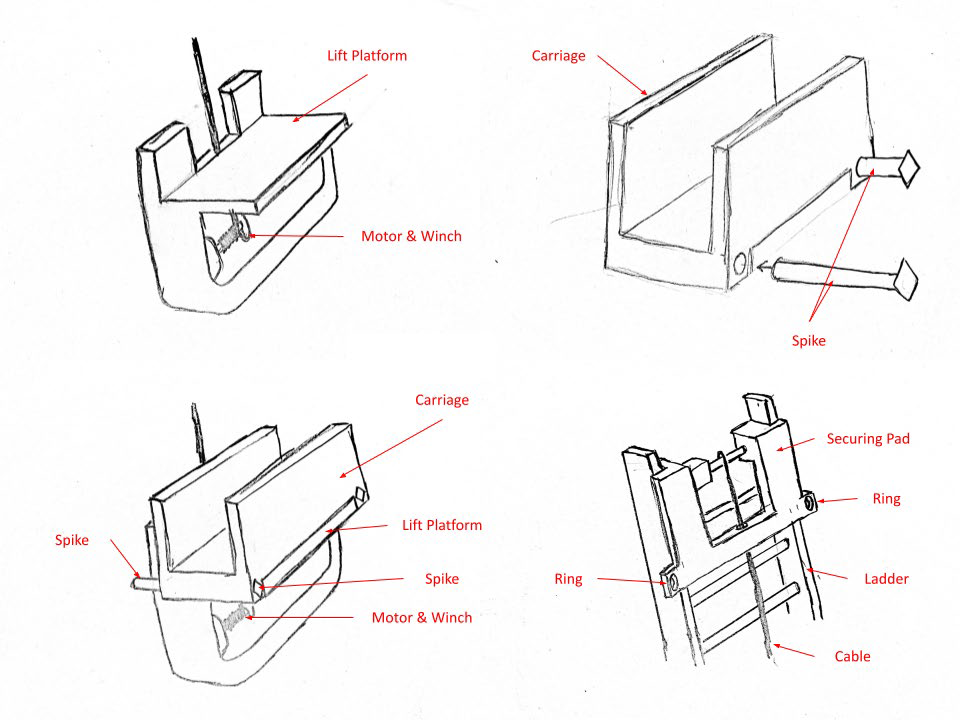 Lift Platform
Motor & Winch
Carriage
Spike
Carriage
Lift Platform
Spike
Spike
Motor & Winch
Securing Pad
Ring
Ring
Ladder
Cable